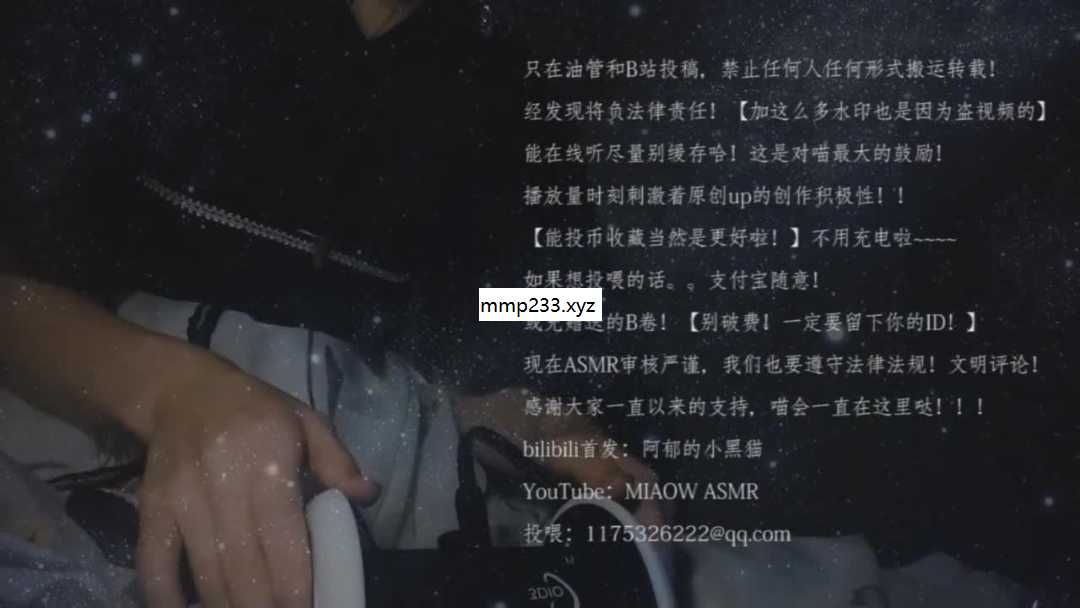 只在油管和B站投稿，禁止任何人任何形式搬运转载！
经发现将负法律责任！【加这么多水印也是因为盗视频的】
能在线听尽量别缓存哈！这是对喵最大的鼓励！
播放量时刻刺激着原创up的创作积极性！！
【能投币收藏当然是更好啦！】不用充电啦~~~~
如果想投喂的话。。支付宝随意！
mmp233.xyz
的B卷！【别破费！一定要留下你的ID！】
现在ASMR审核严谨，我们也要遵守法律法规！文明评论！
感谢大家一直以来的支持，喵会一直在这里哒！！！
bilibili首发：阿郁的小黑猫
YouTube：MIAOW ASMR
投喂：1175326222@qq.com
3DIO